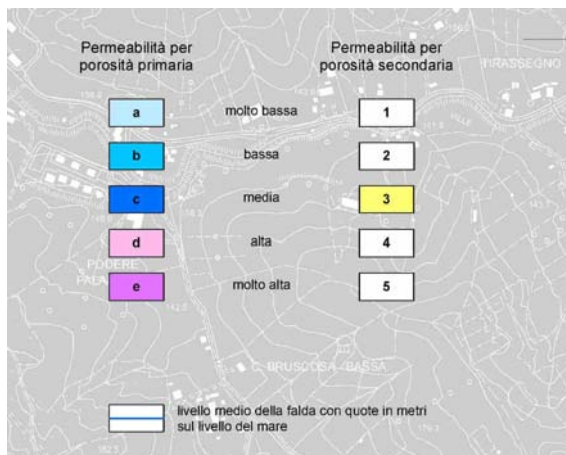 Permeabilità per
porosità primaria
Permeabilità per
porosità secondaria
TIRASSEGNO
a molto bassa 1
b bassa 2
c media 3
d alta 4
e molto alta 5
PODERE
C. BRUSCOSA - BASSA
livello medio della falda con quote in metri
sul livello del mare